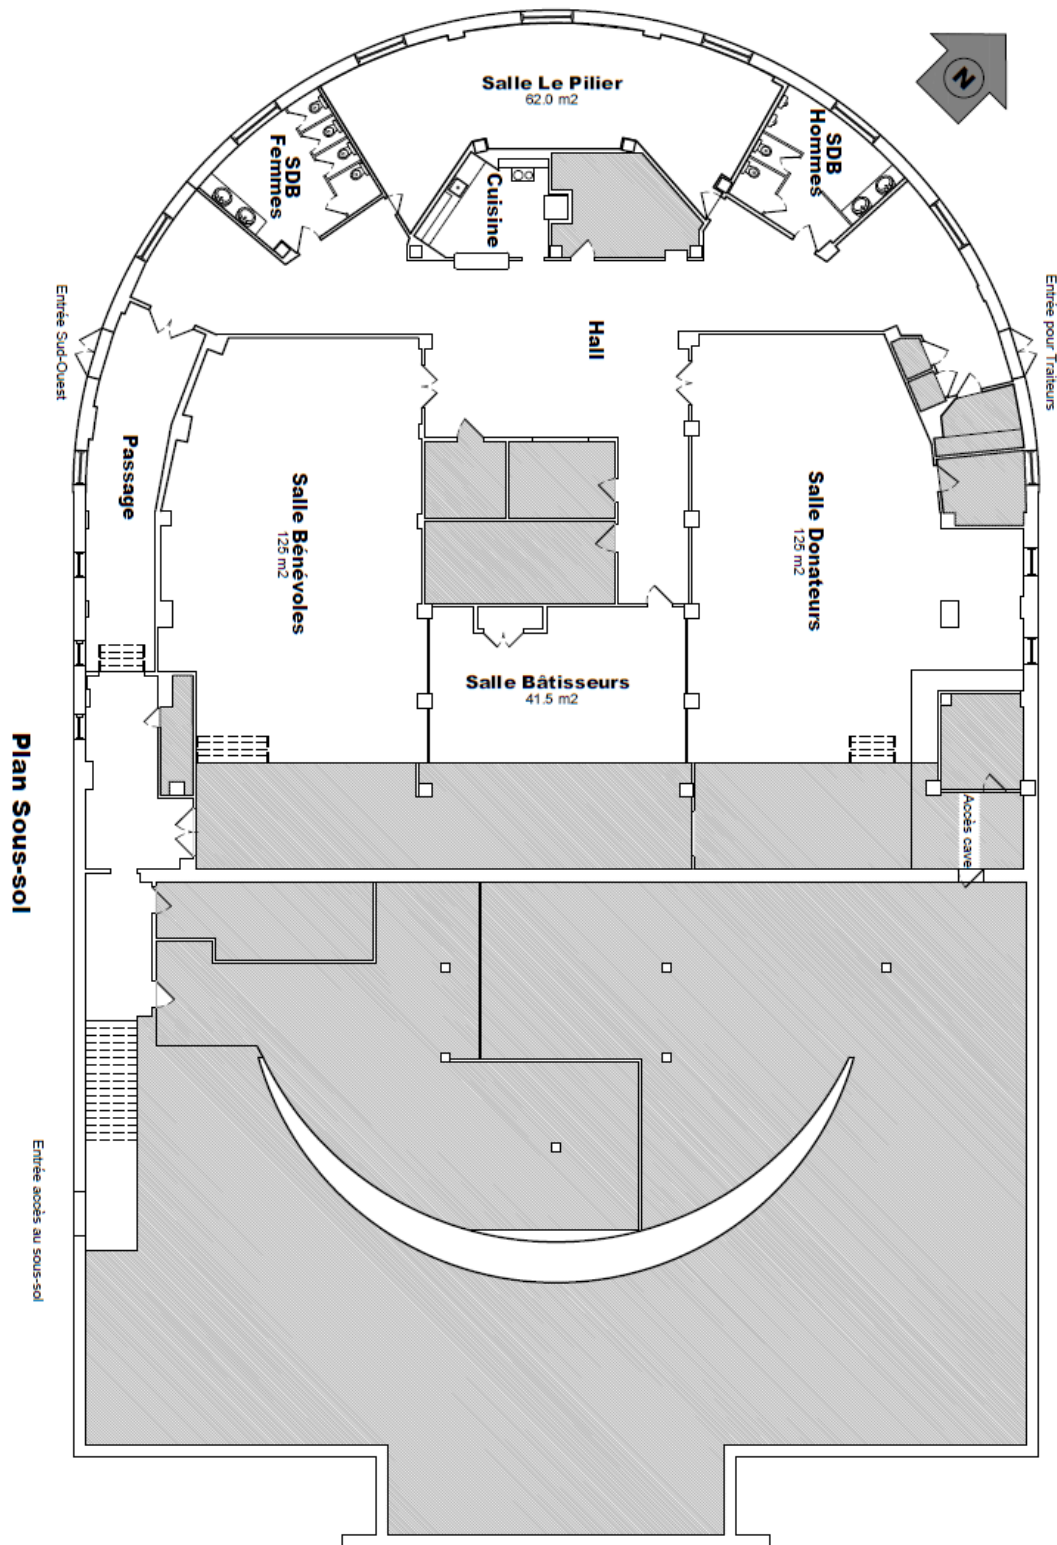 N
Salle Le Pilier
62.0 m2
SDB
Femmes
Cuisine
SDB
Hommes
Entrée Sud-Ouest
Entrée pour Traiteurs
Hall
Passage
Salle Bénévoles
125 m2
Salle Donateurs
125 m2
Salle Bâtisseurs
41.5 m2
Accès cave
Plan Sous-sol
Entrée accès au sous-sol